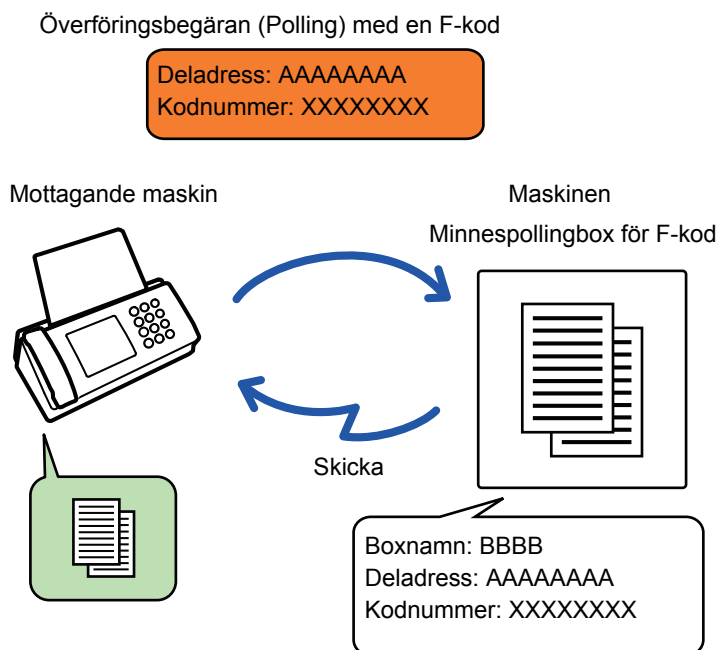 Överföringsbegäran (Polling) med en F-kod
Deladress: AAAAAAAA
Kodnummer: XXXXXXXX
Mottagande maskin
Maskinen
Minnespollingbox för F-kod
Skicka
Boxnamn: BBBB
Deladress: AAAAAAAA
Kodnummer: XXXXXXXX